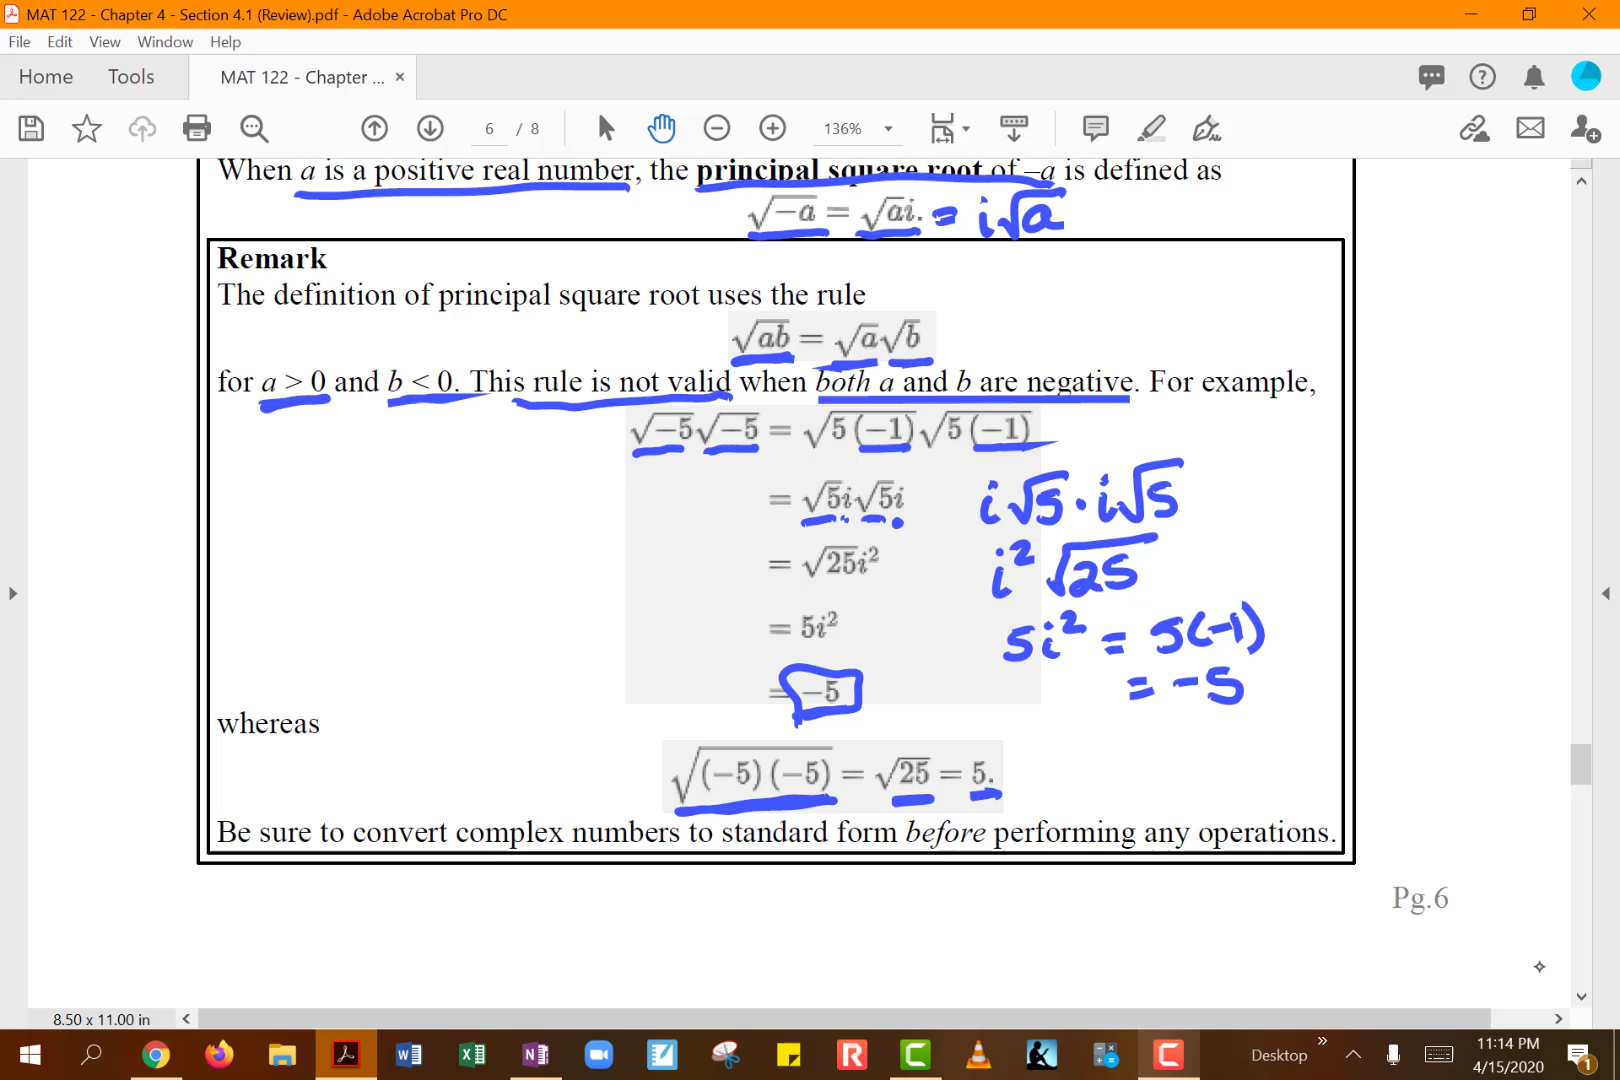 MAT 122 - Chapter 4 - Section 4.1 (Review).pdf - Adobe Acrobat Pro DC
File Edit View Window Help
Home Tools MAT 122 - Chapter ... ×
6 / 8 136%
When a is a positive real number, the principal square root of –a is defined as
√−a = √ai. = i√a
Remark
The definition of principal square root uses the rule
√ab = √a√b
for a > 0 and b < 0. This rule is not valid when both a and b are negative. For example,
√−5√−5 = √5(−1)√5(−1)
= √5i√5i i√5 · i√5
= √25i² i²√25
= 5i² 5i² = 5(−1)
= −5 = −5
whereas
√(−5)(−5) = √25 = 5.
Be sure to convert complex numbers to standard form before performing any operations.
Pg.6
8.50 x 11.00 in
Desktop 11:14 PM
4/15/2020 1